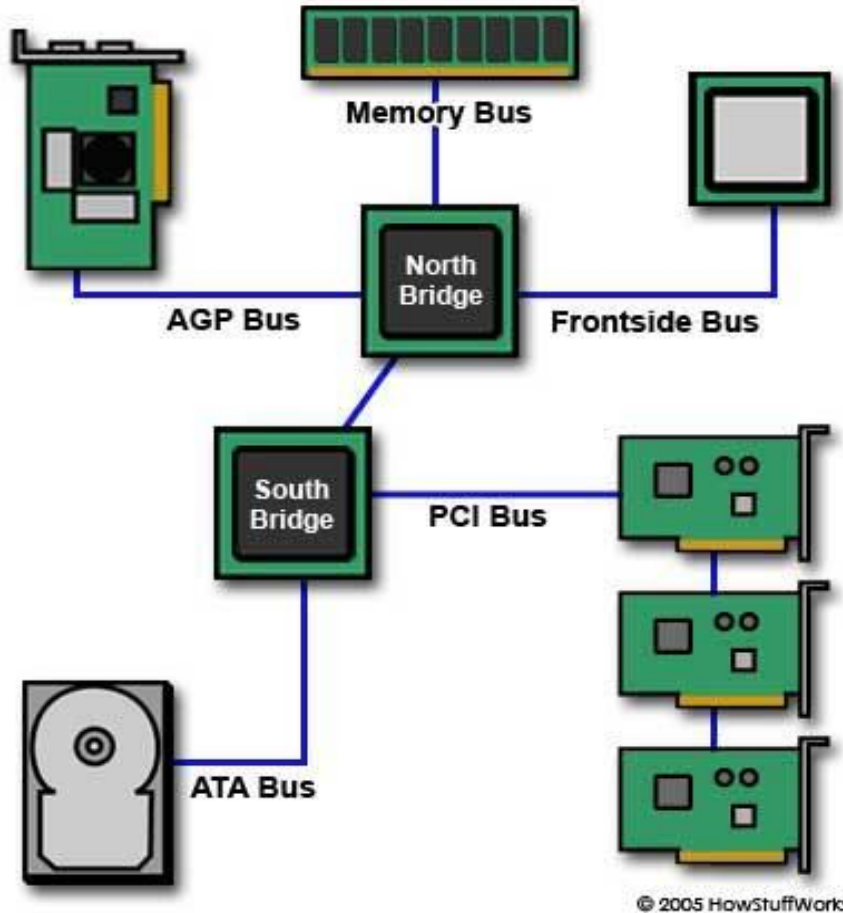 Memory Bus
North
Bridge
AGP Bus
Frontside Bus
South
Bridge
PCI Bus
ATA Bus
© 2005 HowStuffWorks